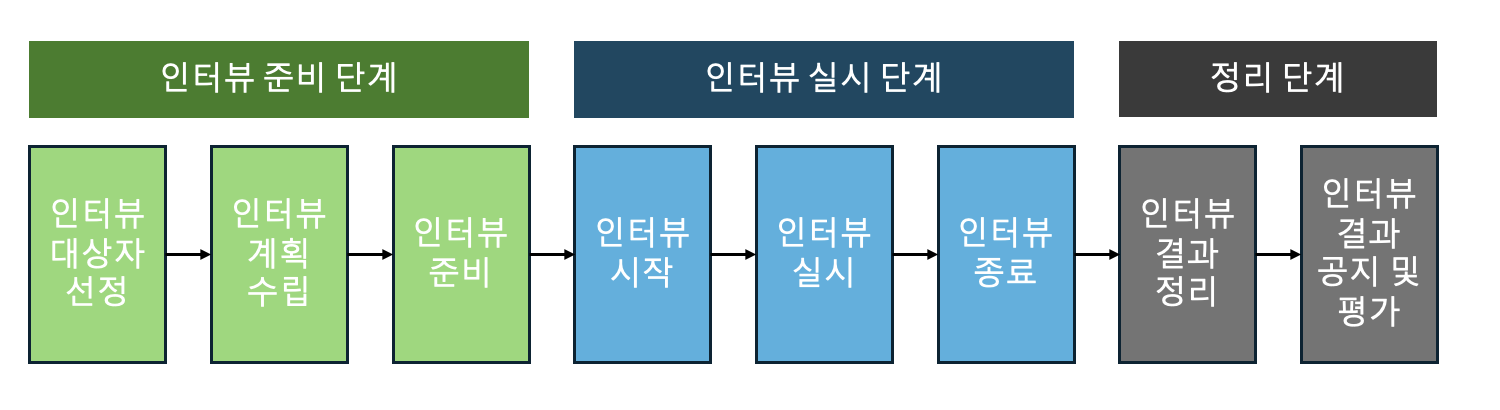 인터뷰 준비 단계
인터뷰 실시 단계
정리 단계
인터뷰
대상자
선정
인터뷰
계획
수립
인터뷰
준비
인터뷰
시작
인터뷰
실시
인터뷰
종료
인터뷰
결과
정리
인터뷰
결과
공지 및
평가